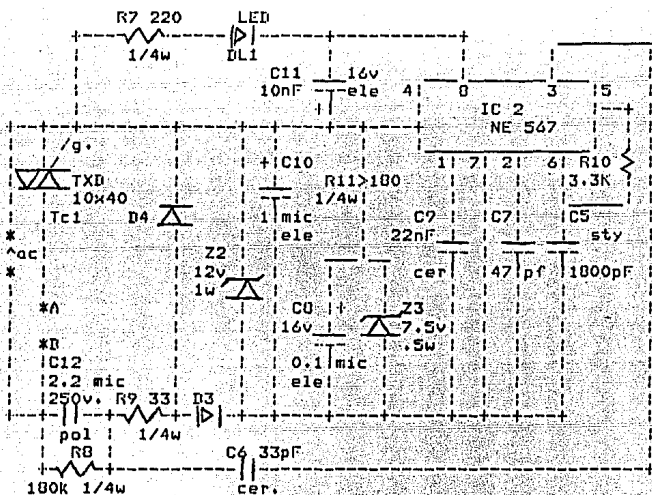 R7 220
LED
1/4w
DL1
C11
10nF
16v
ele
+
4
8
3
5
IC 2
NE 567
1
7
2
6
/g.
TXD
10x40
Tc1
D4
+
C10
1 mic
ele
R11>180
1/4w
R10
3.3K
C9
22nF
cer
C7
47 pf
C5
sty
1800pF
*
^ac
*
Z2
12v
1w
*A
*B
C8
16v
+
0.1 mic
ele
Z3
7.5v
.5w
C12
2.2 mic
250v.
pol
R9 33
1/4w
D3
R8
180k 1/4w
C6 33pF
cer.